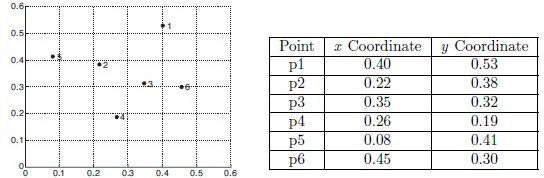 0.6
0.5
0.4
0.3
0.2
0.1
0
0 0.1 0.2 0.3 0.4 0.5 0.6
1
5
2
3
6
4
Point x Coordinate y Coordinate
p1 0.40 0.53
p2 0.22 0.38
p3 0.35 0.32
p4 0.26 0.19
p5 0.08 0.41
p6 0.45 0.30